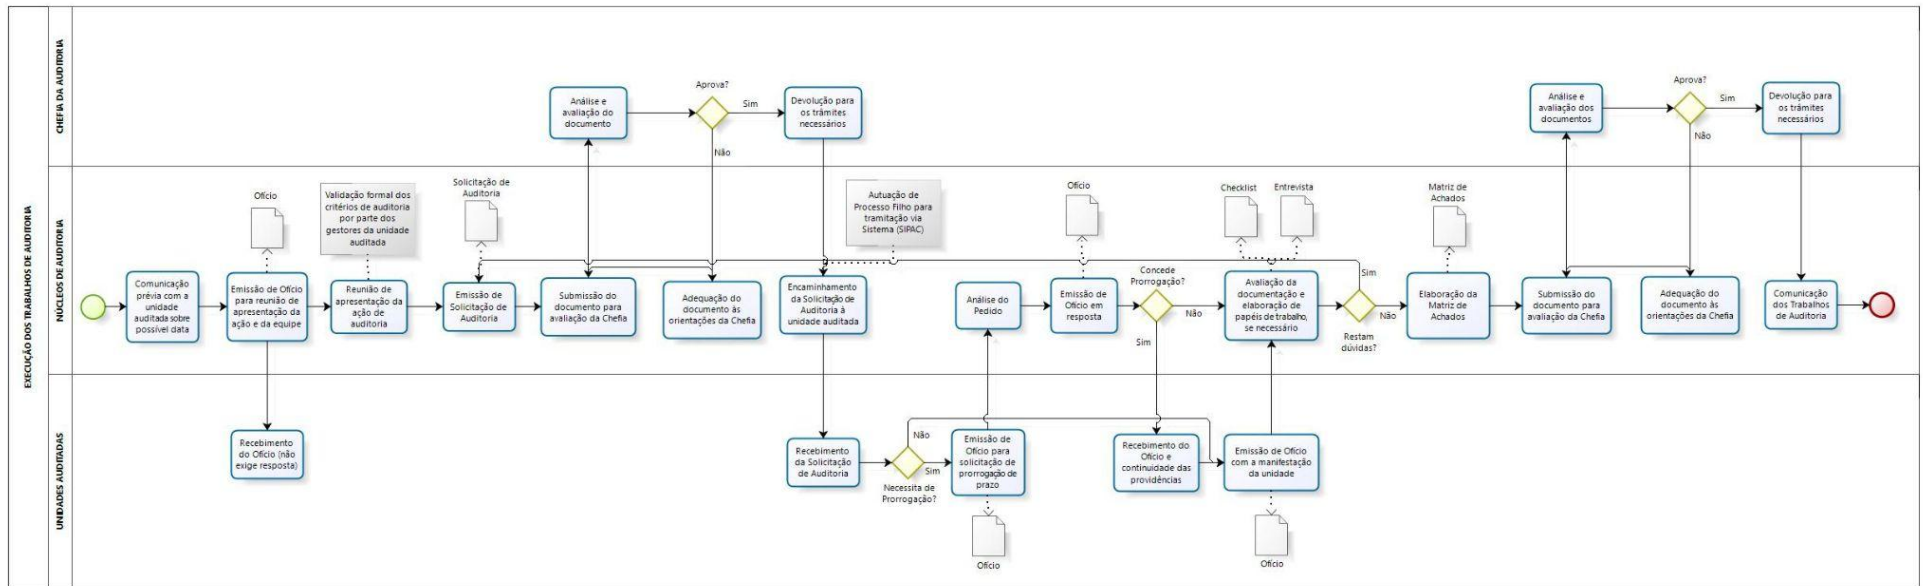 EXECUÇÃO DOS TRABALHOS DE AUDITORIA
CHEFIA DA AUDITORIA
Análise e
avaliação do
documento
Aprova?
Sim
Não
Devolução para
os trâmites
necessários
Análise e
avaliação dos
documentos
Aprova?
Sim
Não
Devolução para
os trâmites
necessários
NÚCLEOS DE AUDITORIA
Comunicação
prévia com a
unidade
auditada sobre
possível data
Ofício
Emissão de Ofício
para reunião de
apresentação da
ação e da equipe
Validação formal dos
critérios de auditoria
por parte dos
gestores da unidade
auditada
Reunião de
apresentação da
ação de
auditoria
Solicitação de
Auditoria
Emissão de
Solicitação de
Auditoria
Submissão do
documento para
avaliação da Chefia
Adequação do
documento às
orientações da Chefia
Encaminhamento
da Solicitação de
Auditoria à
unidade auditada
Autuação de
Processo Filho para
tramitação via
Sistema (SIPAC)
Análise do
Pedido
Ofício
Emissão de
Ofício em
resposta
Concede
Prorrogação?
Não
Sim
Checklist
Entrevista
Avaliação da
documentação e
elaboração de
papéis de trabalho,
se necessário
Sim
Não
Restam
dúvidas?
Matriz de
Achados
Elaboração da
Matriz de
Achados
Submissão do
documento para
avaliação da Chefia
Adequação do
documento às
orientações da Chefia
Comunicação
dos Trabalhos
de Auditoria
UNIDADES AUDITADAS
Recebimento
do Ofício (não
exige resposta)
Recebimento
da Solicitação
de Auditoria
Não
Sim
Necessita de
Prorrogação?
Emissão de
Ofício para
solicitação de
prorrogação de
prazo
Ofício
Recebimento do
Ofício e
continuidade das
providências
Emissão de Ofício
com a manifestação
da unidade
Ofício